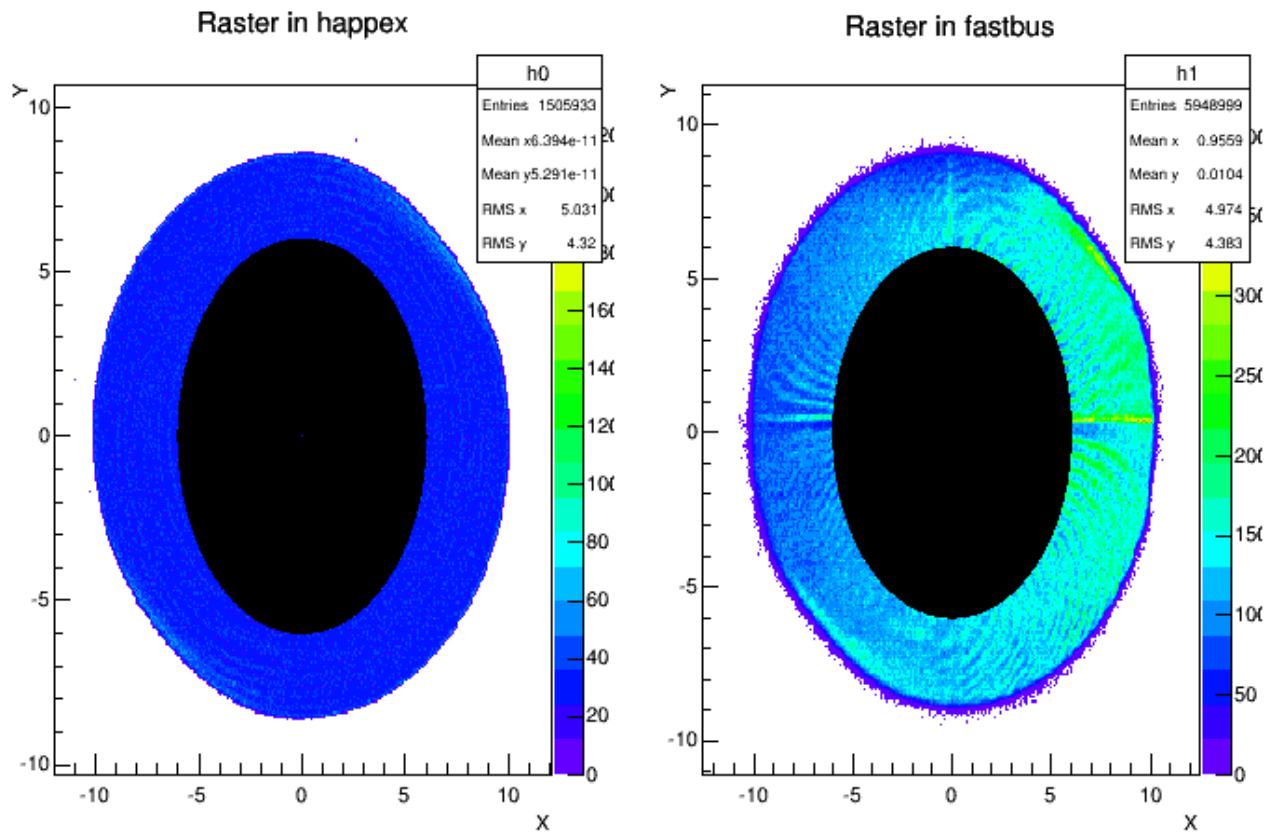 Raster in happex
h0
Entries 1505933
Mean x6.394e-11
Mean y5.291e-11
RMS x 5.031
RMS y 4.32
Y
10
5
0
-5
-10
-10 -5 0 5 10
X
160
140
120
100
80
60
40
20
0
Raster in fastbus
h1
Entries 5948999
Mean x 0.9559
Mean y 0.0104
RMS x 4.974
RMS y 4.383
Y
10
5
0
-5
-10
-10 -5 0 5 10
X
300
250
200
150
100
50
0